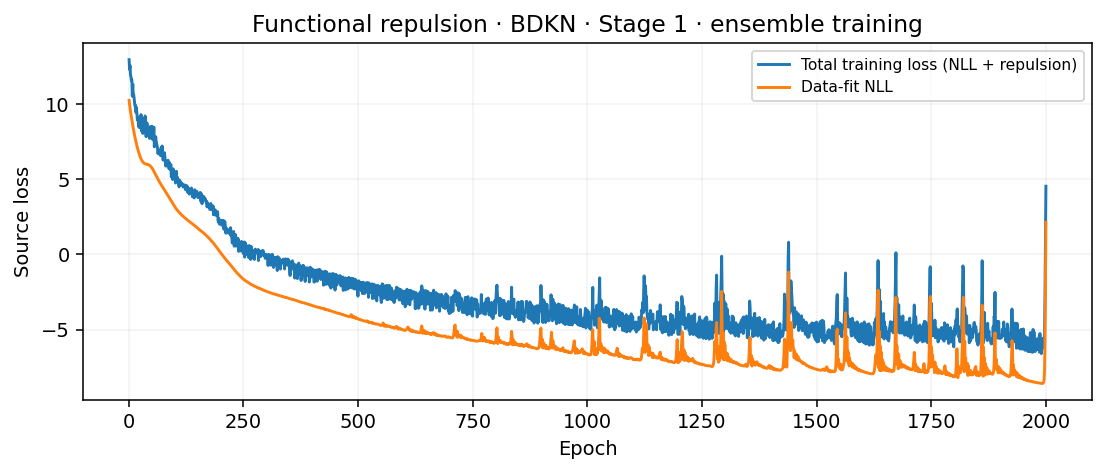 Functional repulsion · BDKN · Stage 1 · ensemble training
Total training loss (NLL + repulsion)
Data-fit NLL
Source loss
10
5
0
−5
0 250 500 750 1000 1250 1500 1750 2000
Epoch